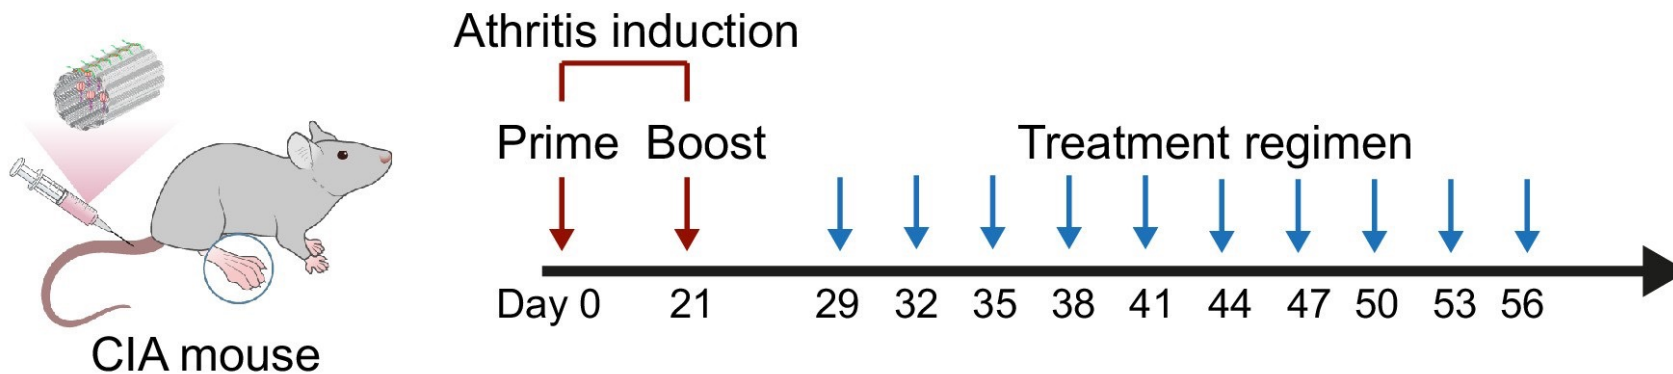 Athritis induction
Prime Boost Treatment regimen
Day 0 21 29 32 35 38 41 44 47 50 53 56
CIA mouse